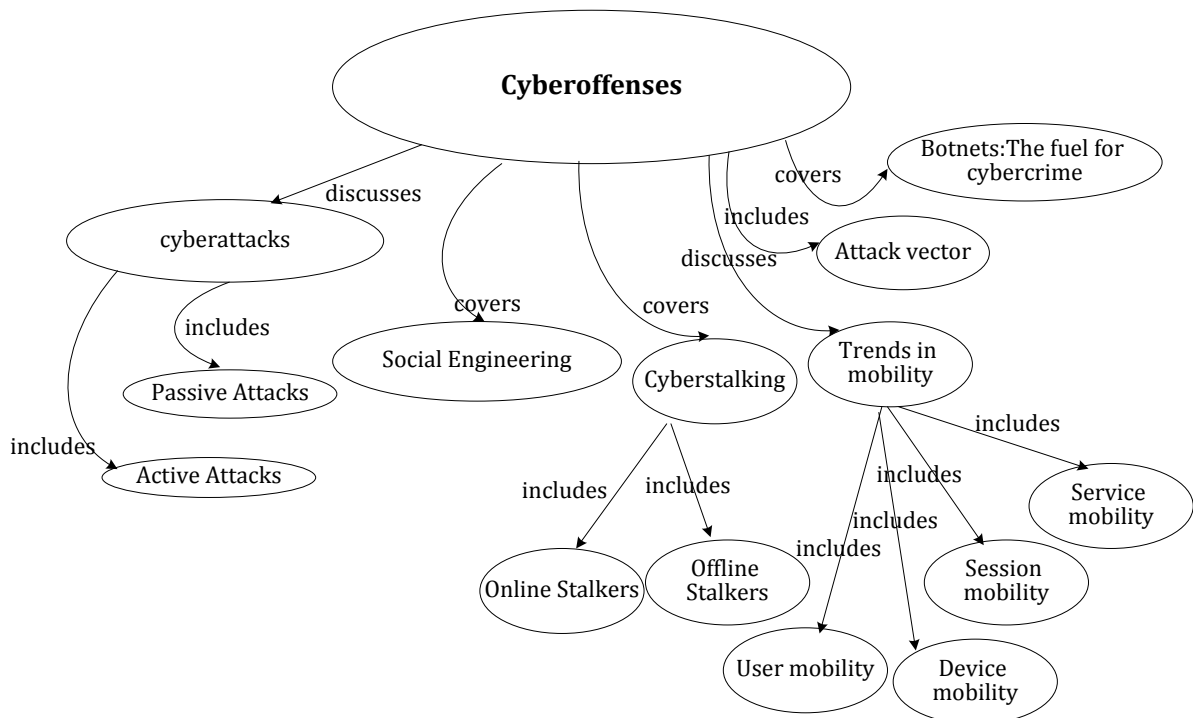 Cyberoffenses
Botnets:The fuel for
cybercrime
covers
discusses
includes
cyberattacks
Attack vector
discusses
covers
covers
includes
Social Engineering
Trends in
mobility
Cyberstalking
Passive Attacks
includes
includes
Active Attacks
includes
includes
includes
Service
mobility
includes
includes
Offline
Stalkers
Session
mobility
Online Stalkers
User mobility
Device
mobility